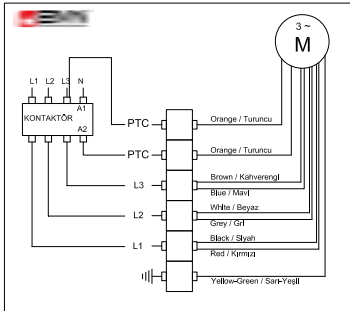 3 ~
M
L1 L2 L3 N
A1
KONTAKTÖR
A2
PTC
Orange / Turuncu
PTC
Orange / Turuncu
L3
Brown / Kahverengi
Blue / Mavi
L2
White / Beyaz
Grey / Gri
L1
Black / Siyah
Red / Kırmızı
Yellow-Green / Sarı-Yeşil